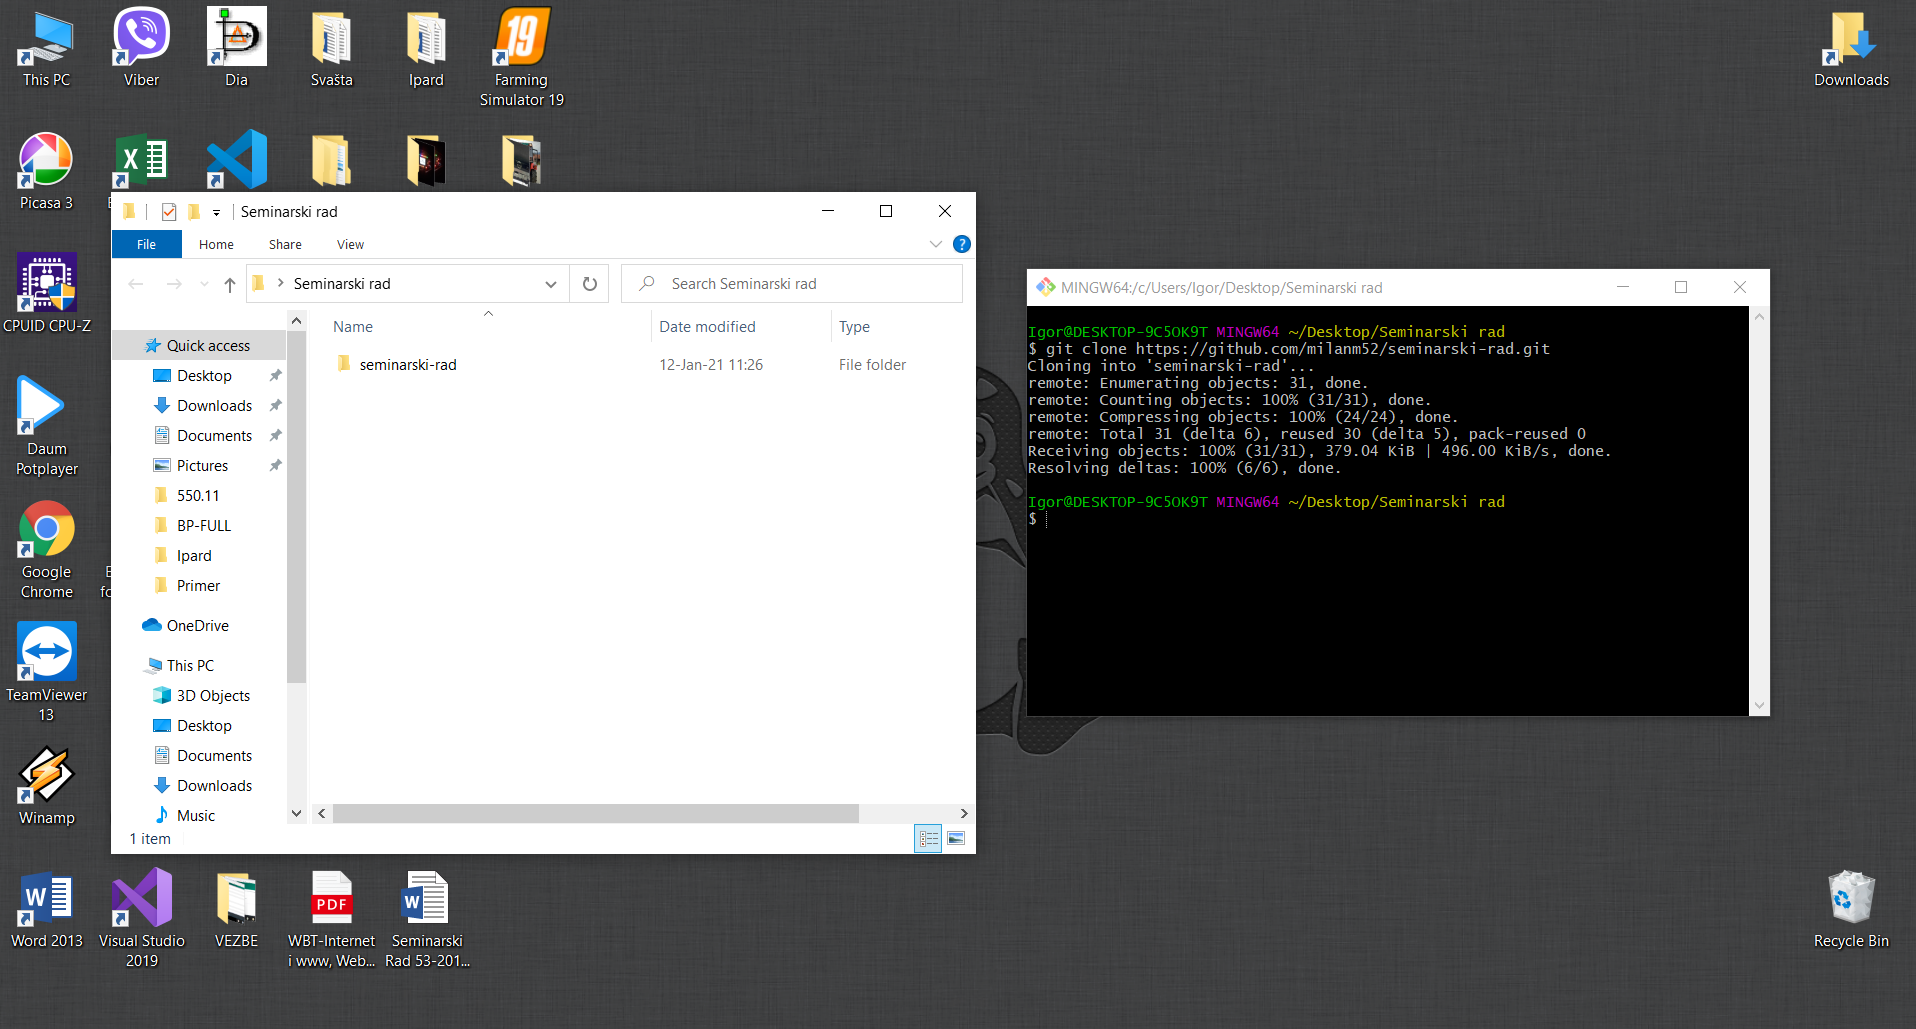 This PC
Viber
Dia
Svašta
Ipard
19
Farming
Simulator 19
Downloads
Picasa 3
CPUID CPU-Z
Daum
Potplayer
Google
Chrome
TeamViewer
13
Winamp
Word 2013
Visual Studio
2019
VEZBE
PDF
WBT-Internet
i www, Web...
Seminarski
Rad 53-201...
Recycle Bin
Seminarski rad
File
Home
Share
View
Seminarski rad
Search Seminarski rad
Name
Date modified
Type
seminarski-rad
12-Jan-21 11:26
File folder
Quick access
Desktop
Downloads
Documents
Pictures
550.11
BP-FULL
Ipard
Primer
OneDrive
This PC
3D Objects
Desktop
Documents
Downloads
Music
1 item
MINGW64:/c/Users/Igor/Desktop/Seminarski rad
Igor@DESKTOP-9C5OK9T MINGW64 ~/Desktop/Seminarski rad
$ git clone https://github.com/milanm52/seminarski-rad.git
Cloning into 'seminarski-rad'...
remote: Enumerating objects: 31, done.
remote: Counting objects: 100% (31/31), done.
remote: Compressing objects: 100% (24/24), done.
remote: Total 31 (delta 6), reused 30 (delta 5), pack-reused 0
Receiving objects: 100% (31/31), 379.04 KiB | 496.00 KiB/s, done.
Resolving deltas: 100% (6/6), done.
Igor@DESKTOP-9C5OK9T MINGW64 ~/Desktop/Seminarski rad
$